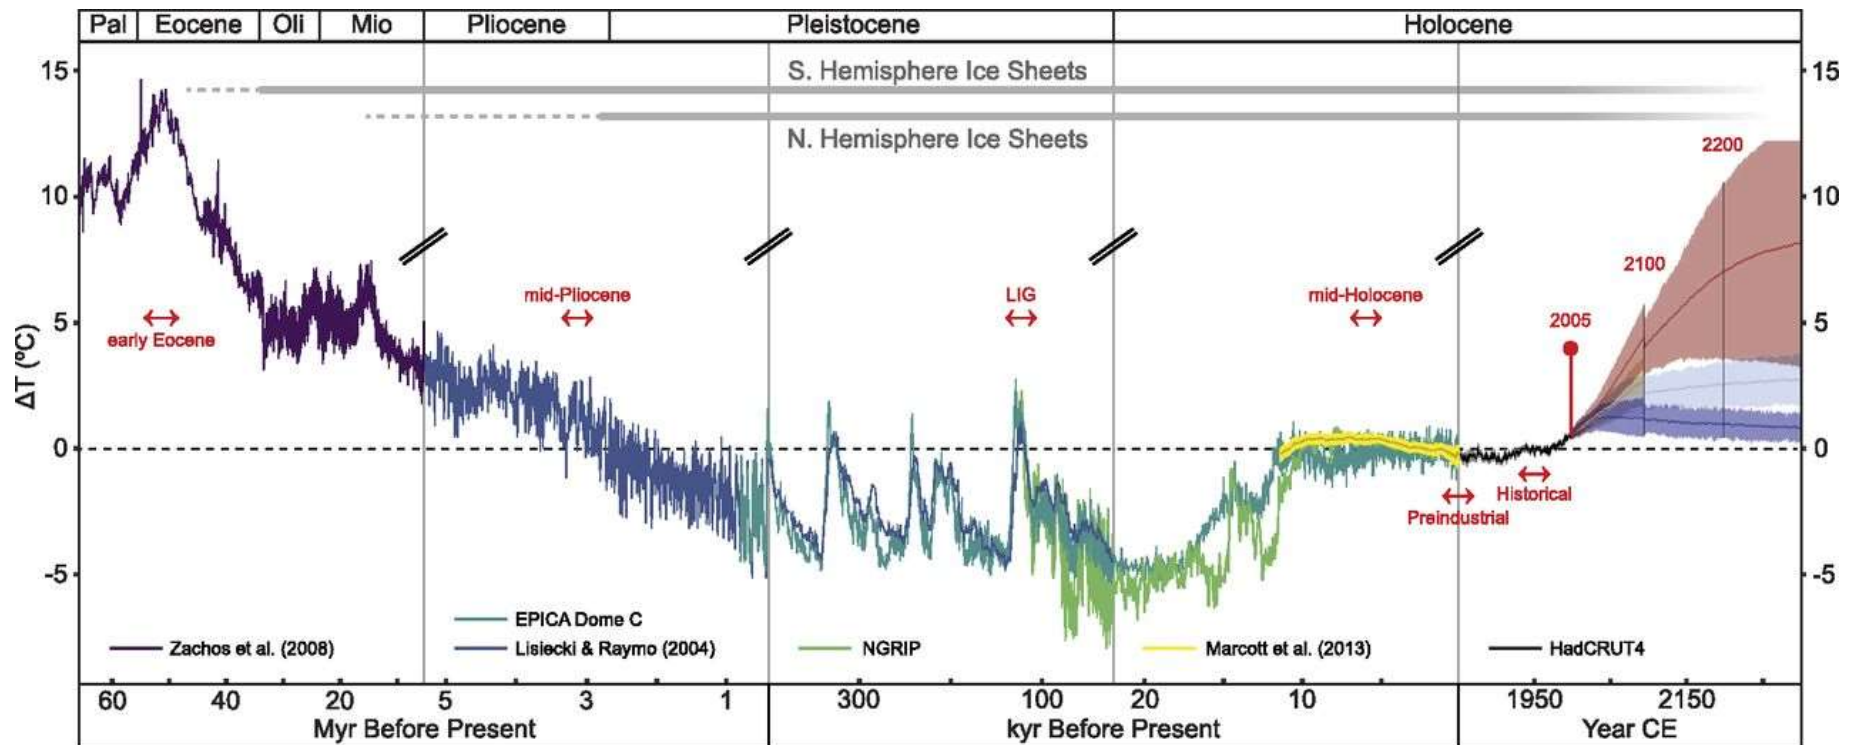 Pal Eocene Oli Mio Pliocene Pleistocene Holocene
15 S. Hemisphere Ice Sheets 15
N. Hemisphere Ice Sheets
2200
10 10
2100
mid-Pliocene LIG mid-Holocene
5 2005 5
early Eocene
ΔT (ºC)
0 0
Historical
Preindustrial
-5 -5
EPICA Dome C
Zachos et al. (2008) Lisiecki & Raymo (2004) NGRIP Marcott et al. (2013) HadCRUT4
60 40 20 5 3 1 300 100 20 10 1950 2150
Myr Before Present kyr Before Present Year CE